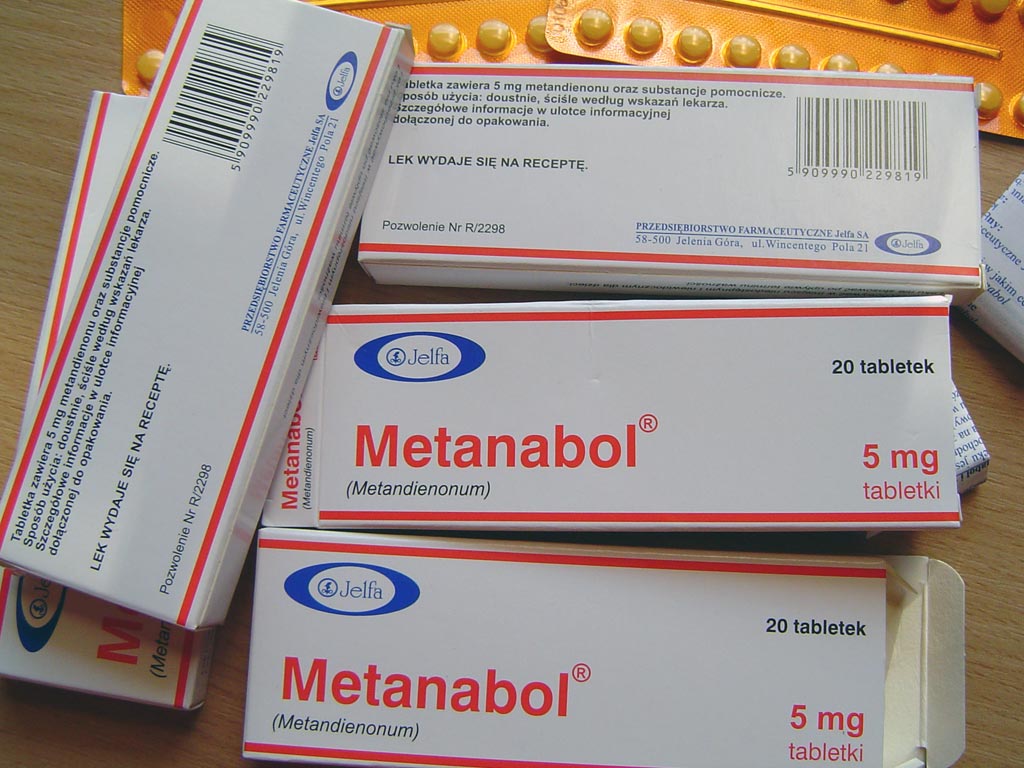 5 909990 229819
Jelfa
PRZEDSIĘBIORSTWO FARMACEUTYCZNE Jelfa SA
58-500 Jelenia Góra, ul. Wincentego Pola 21
Tabletka zawiera 5 mg metandienonu oraz substancje pomocnicze.
Sposób użycia: doustnie, ściśle według wskazań lekarza.
Szczegółowe informacje w ulotce informacyjnej
dołączonej do opakowania.
LEK WYDAJE SIĘ NA RECEPTĘ.
Pozwolenie Nr R/2298
abletka zawiera 5 mg metandienonu oraz substancje pomocnicze.
posób użycia: doustnie, ściśle według wskazań lekarza.
zczegółowe informacje w ulotce informacyjnej
dołączonej do opakowania.
5 909990 229819
LEK WYDAJE SIĘ NA RECEPTĘ.
Pozwolenie Nr R/2298
PRZEDSIĘBIORSTWO FARMACEUTYCZNE Jelfa SA
58-500 Jelenia Góra, ul. Wincentego Pola 21
Jelfa
Jelfa
20 tabletek
Metanabol®
(Metandienonum)
5 mg
tabletki
Metanabol
(Metandienonum)
Jelfa
20 tabletek
Metanabol®
(Metandienonum)
5 mg
tabletki